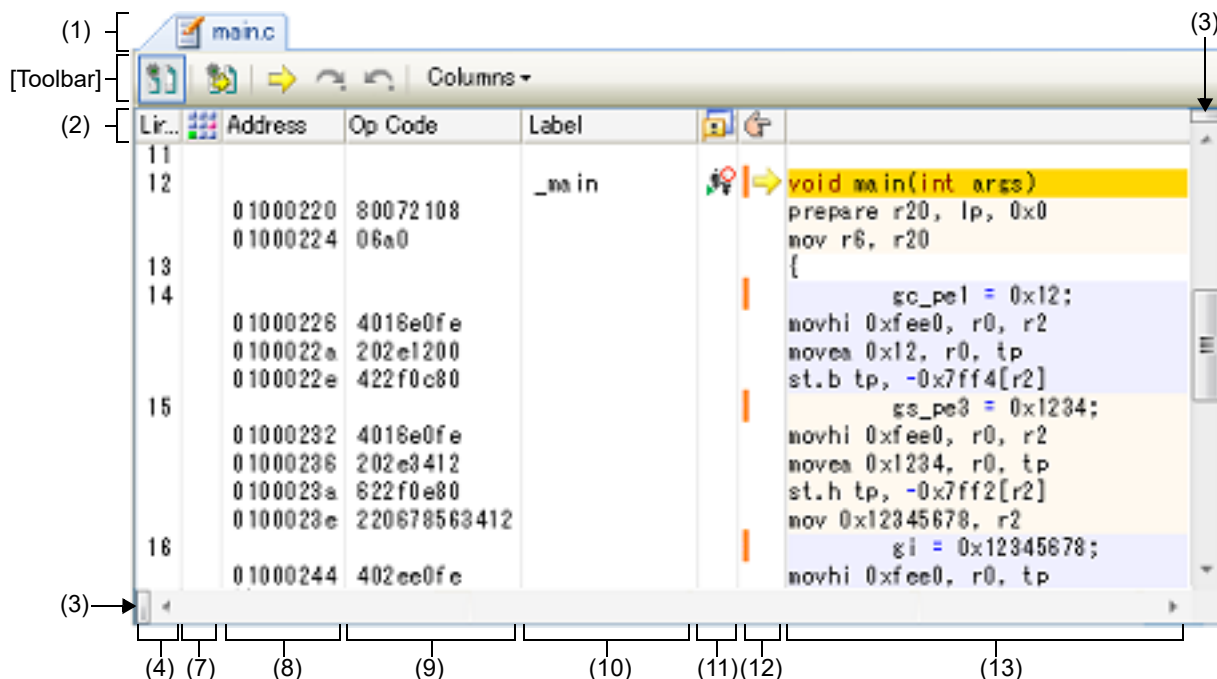 (1) main.c (3)
[Toolbar] Columns
(2) Lir... Address Op Code Label
11
12 _main void main(int args)
01000220 80072108 prepare r20, lp, 0x0
01000224 06a0 mov r6, r20
13 {
14 gc_pe1 = 0x12;
01000226 4016e0fe movhi 0xfee0, r0, r2
0100022a 202e1200 movea 0x12, r0, tp
0100022e 422f0c80 st.b tp, -0x7ff4[r2]
15 gs_pe3 = 0x1234;
01000232 4016e0fe movhi 0xfee0, r0, r2
01000236 202e3412 movea 0x1234, r0, tp
0100023a 622f0e80 st.h tp, -0x7ff2[r2]
0100023e 220678563412 mov 0x12345678, r2
16 gi = 0x12345678;
01000244 402ee0fe movhi 0xfee0, r0, tp
(3)
(4) (7) (8) (9) (10) (11) (12) (13)